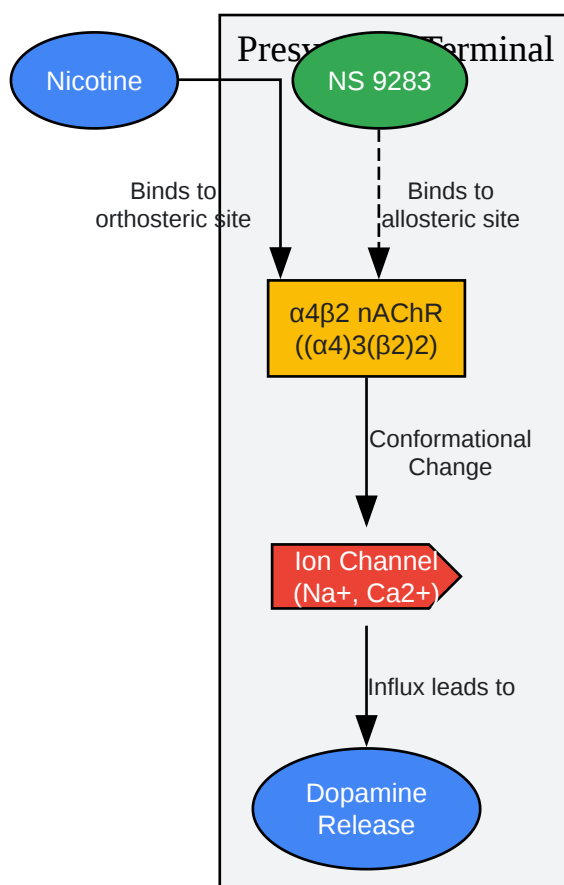 Terminal
Nicotine
NS 9283
Binds to
orthosteric site
Binds to
allosteric site
α4β2 nAChR
((α4)3(β2)2)
Conformational
Change
Ion Channel
(Na+, Ca2+)
Influx leads to
Dopamine
Release